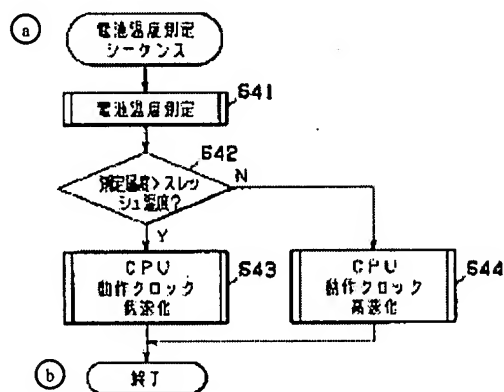 a
電池温度測定
シーケンス
電池温度測定
S41
S42
測定温度>スレッ
シュ温度?
N
Y
CPU
動作クロック
低速化
S43
CPU
動作クロック
高速化
S44
b
終了